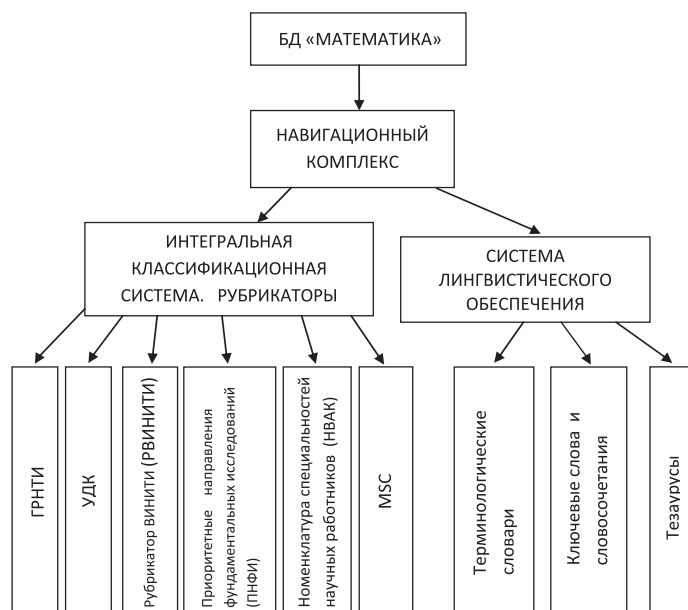 БД «МАТЕМАТИКА»
НАВИГАЦИОННЫЙ
КОМПЛЕКС
ИНТЕГРАЛЬНАЯ
КЛАССИФИКАЦИОННАЯ
СИСТЕМА. РУБРИКАТОРЫ
СИСТЕМА
ЛИНГВИСТИЧЕСКОГО
ОБЕСПЕЧЕНИЯ
ГРНТИ
УДК
Рубрикатор ВИНИТИ (РВИНИТИ)
Приоритетные направления
фундаментальных исследований
(ПНФИ)
Номенклатура специальностей
научных работников (НВАК)
MSC
Терминологические
словари
Ключевые слова и
словосочетания
Тезаурусы